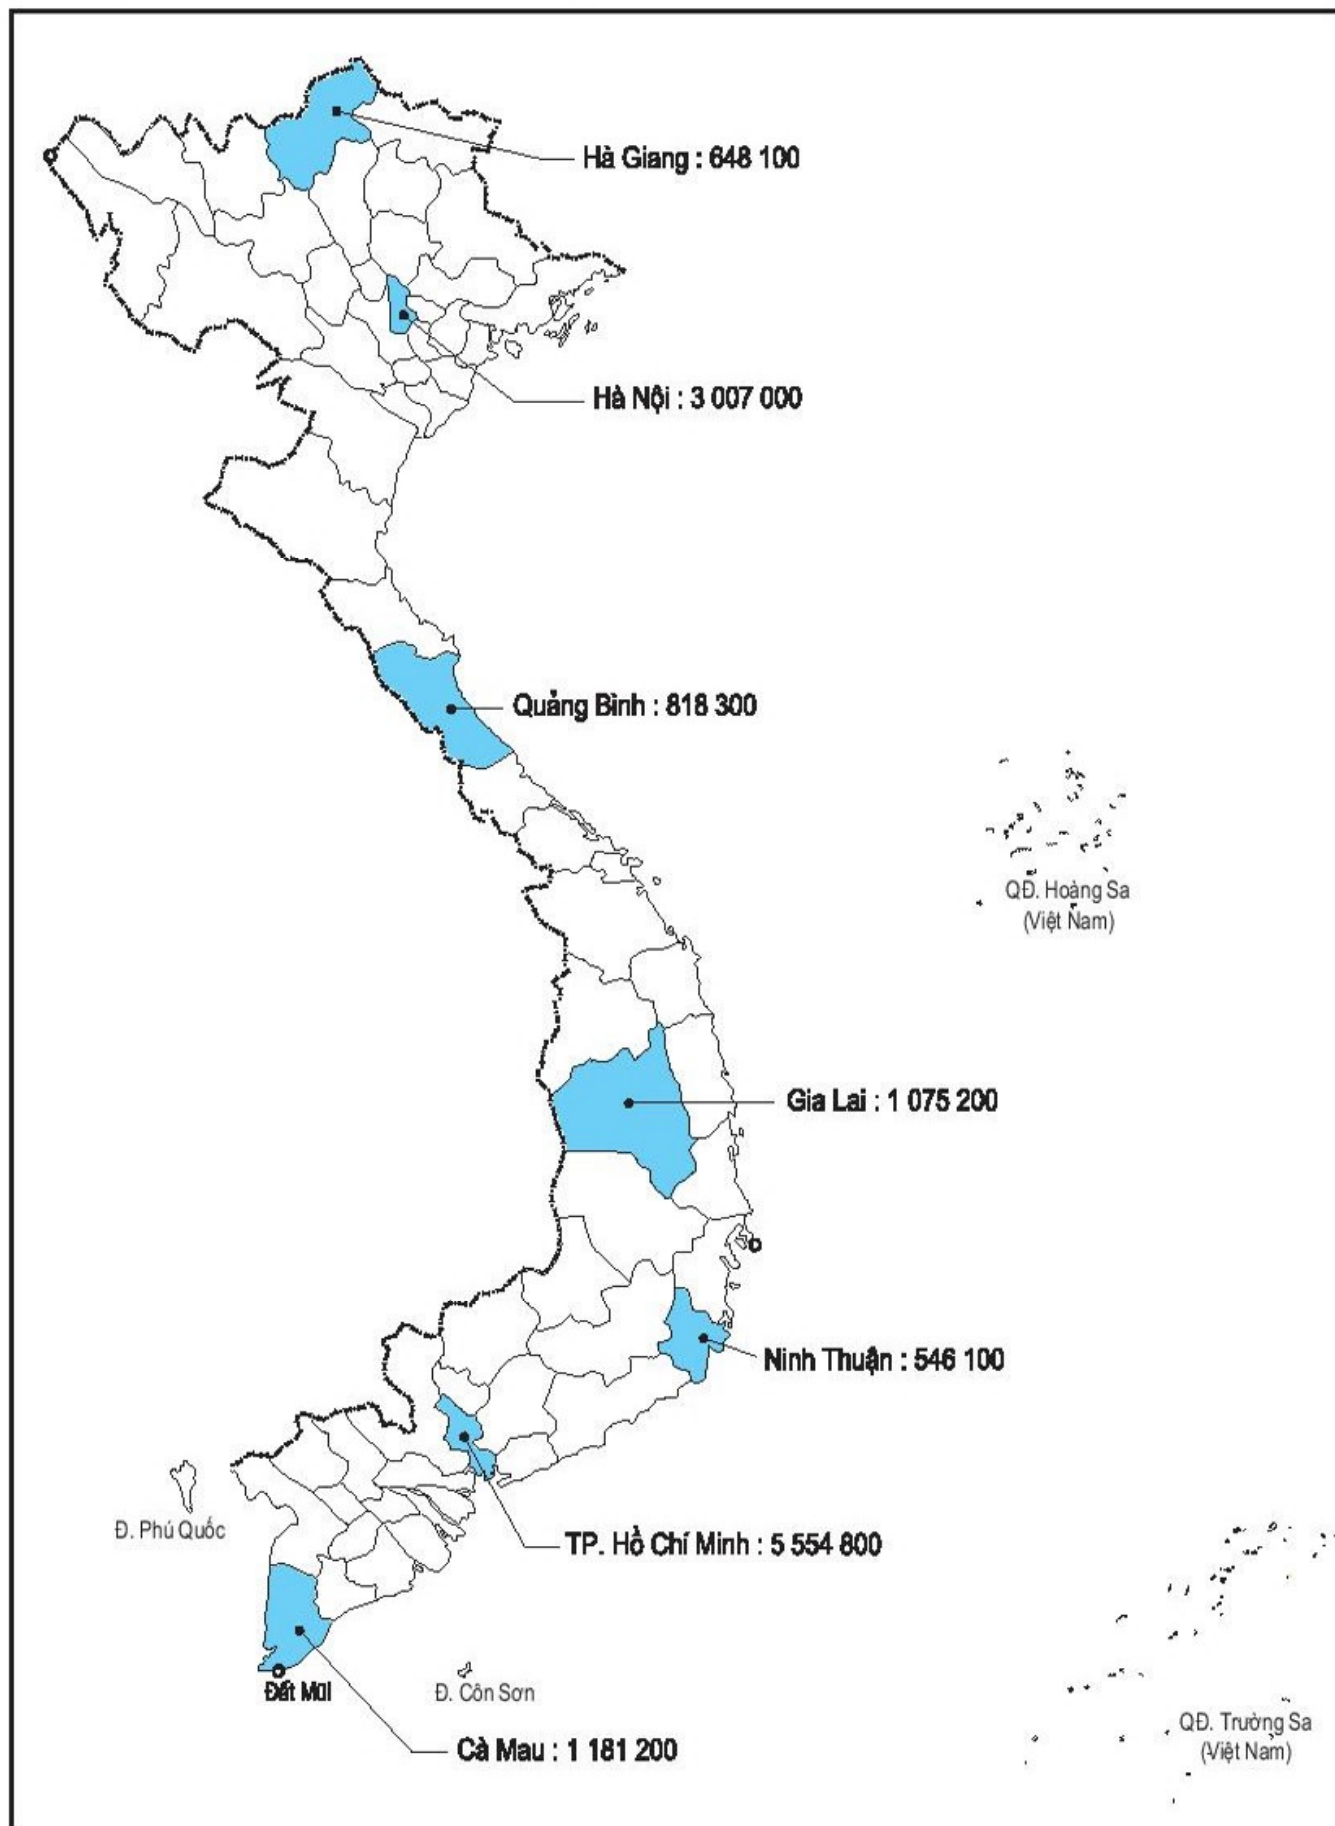 Hà Giang : 648 100
Hà Nội : 3 007 000
Quảng Bình : 818 300
QĐ. Hoàng Sa
(Việt Nam)
Gia Lai : 1 075 200
Ninh Thuận : 546 100
Đ. Phú Quốc
TP. Hồ Chí Minh : 5 554 800
Đất Mũi
Đ. Côn Sơn
QĐ. Trường Sa
(Việt Nam)
Cà Mau : 1 181 200